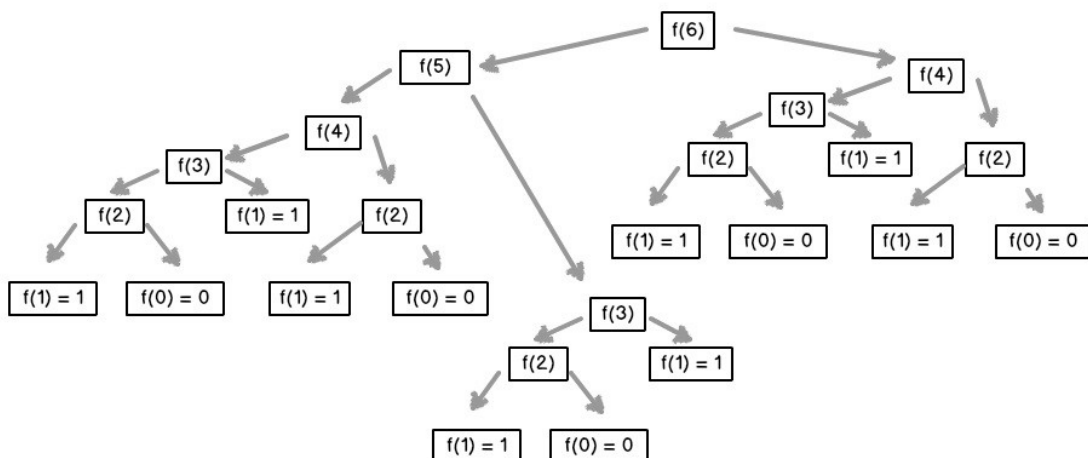 f(6)
f(5)
f(4)
f(3)
f(4)
f(3)
f(2)
f(1) = 1
f(2)
f(2)
f(1) = 1
f(2)
f(1) = 1
f(0) = 0
f(1) = 1
f(0) = 0
f(1) = 1
f(0) = 0
f(1) = 1
f(0) = 0
f(3)
f(2)
f(1) = 1
f(1) = 1
f(0) = 0